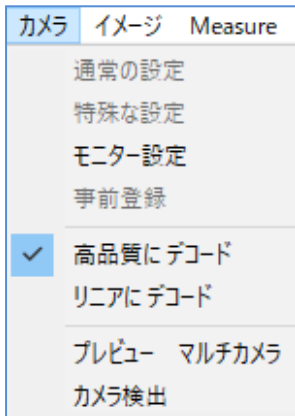 カメラ イメージ Measure
通常の設定
特殊な設定
モニター設定
事前登録
高品質にデコード
リニアにデコード
プレビュー マルチカメラ
カメラ検出